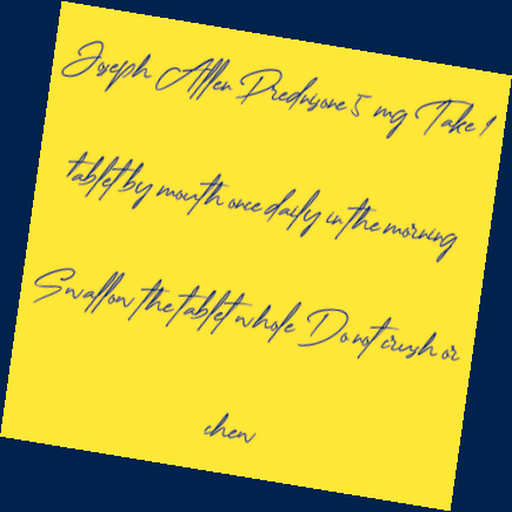 Joseph Allen Prednisone 5 mg Take 1
tablet by mouth once daily in the morning
Swallow the tablet whole Do not crush or
chew